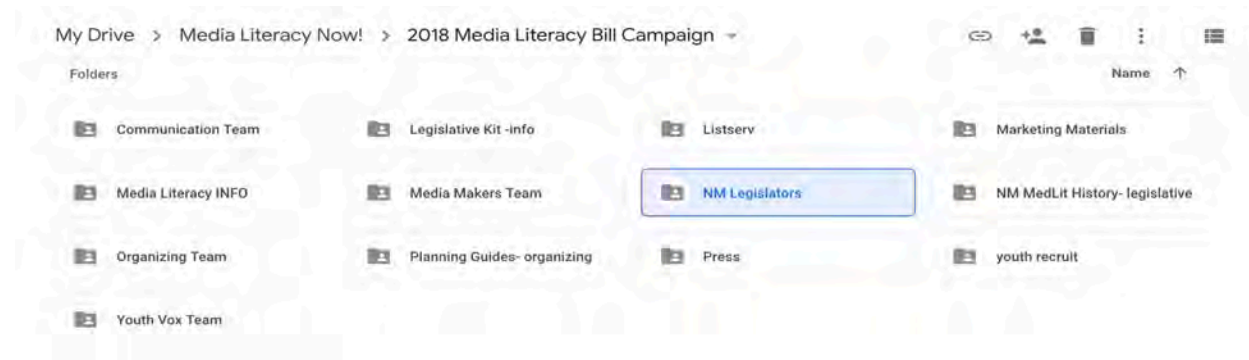 My Drive > Media Literacy Now! > 2018 Media Literacy Bill Campaign
Folders
Name
Communication Team
Legislative Kit -info
Listserv
Marketing Materials
Media Literacy INFO
Media Makers Team
NM Legislators
NM MedLit History- legislative
Organizing Team
Planning Guides- organizing
Press
youth recruit
Youth Vox Team